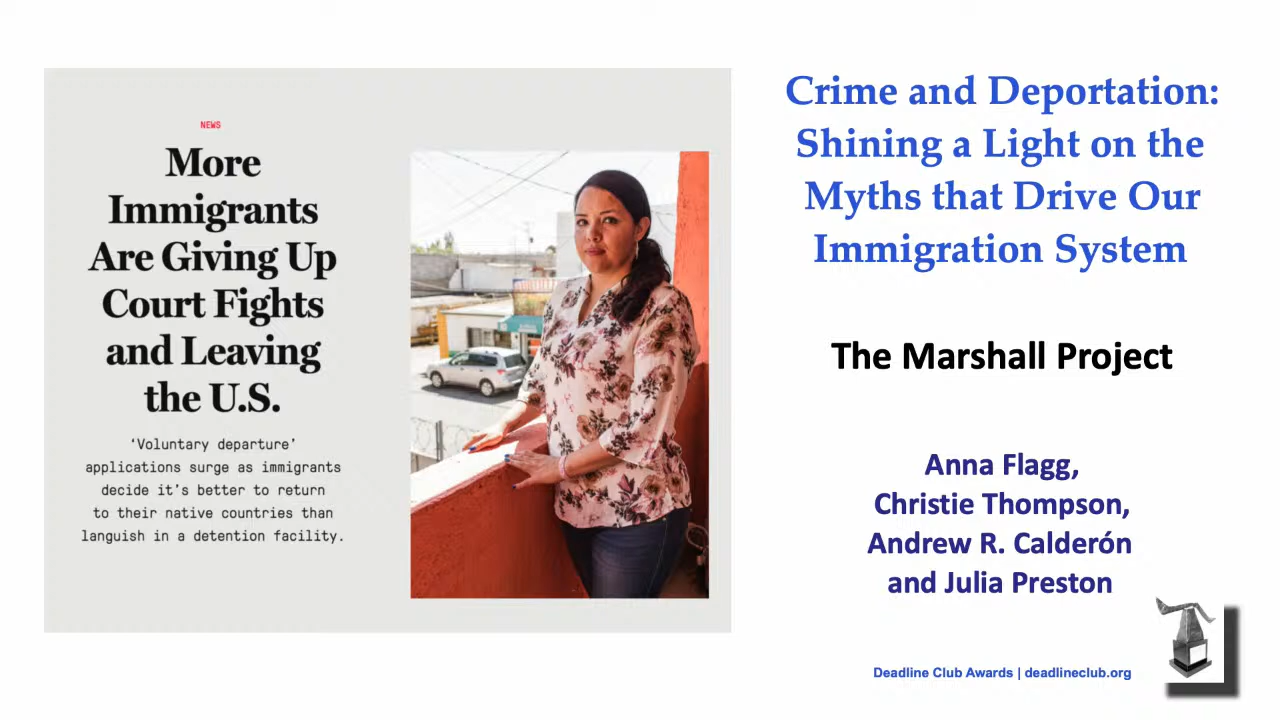 NEWS
More
Immigrants
Are Giving Up
Court Fights
and Leaving
the U.S.
‘Voluntary departure’
applications surge as immigrants
decide it’s better to return
to their native countries than
languish in a detention facility.
Crime and Deportation:
Shining a Light on the
Myths that Drive Our
Immigration System
The Marshall Project
Anna Flagg,
Christie Thompson,
Andrew R. Calderón
and Julia Preston
Deadline Club Awards | deadlineclub.org